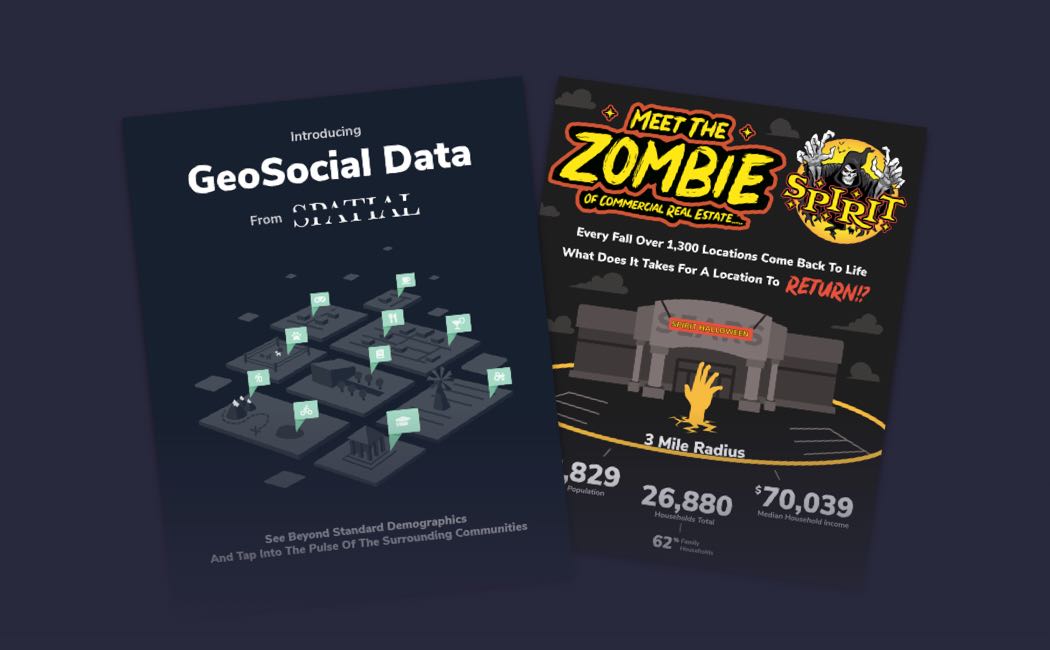 Introducing
GeoSocial Data
From SPATIAL
See Beyond Standard Demographics
And Tap Into The Pulse Of The Surrounding Communities
MEET THE
ZOMBIE
OF COMMERCIAL REAL ESTATE....
SPIRIT
Every Fall Over 1,300 Locations Come Back To Life
What Does It Takes For A Location To RETURN!?
SEARS
SPIRIT HALLOWEEN
3 Mile Radius
,829
Population
26,880
Households Total
$70,039
Median Household Income
62% Family
Households